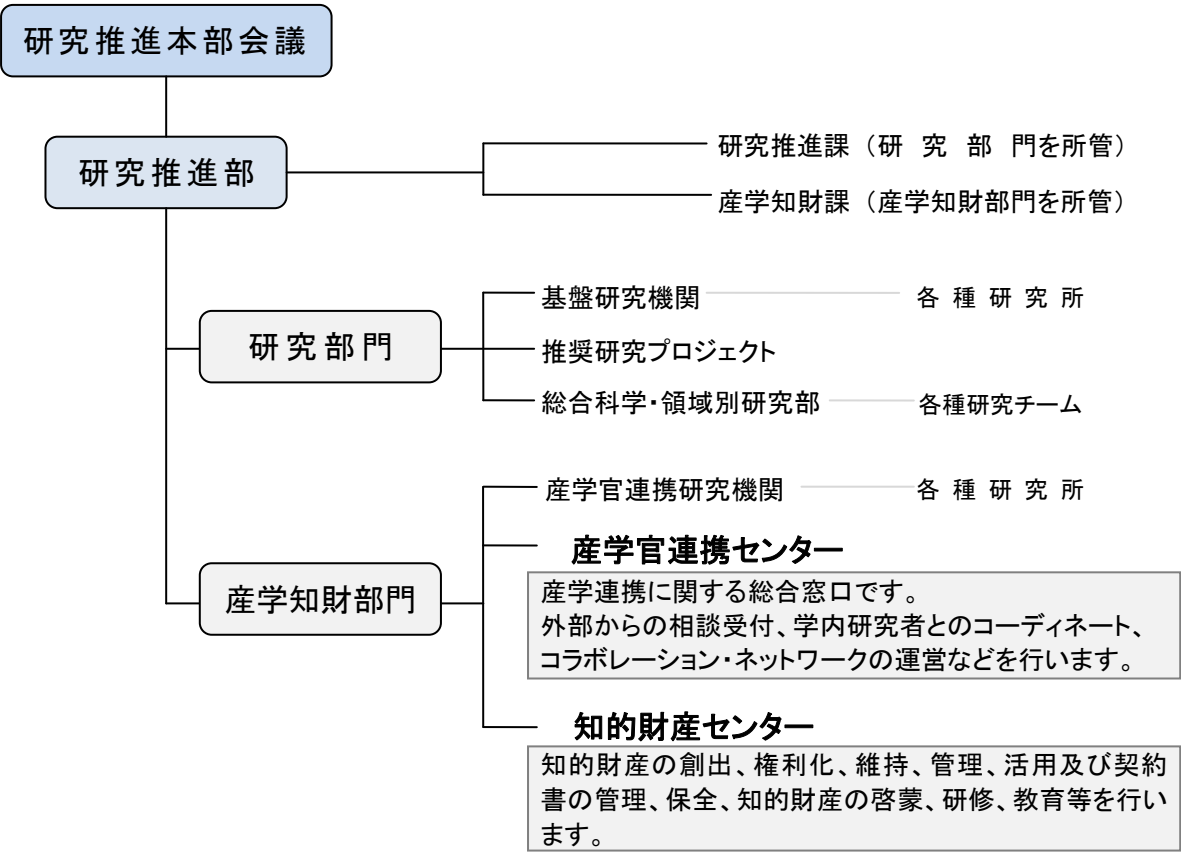 研究推進本部会議
研究推進部
研究推進課（研 究 部 門を所管）
産学知財課（産学知財部門を所管）
研究部門
基盤研究機関 各 種 研 究 所
推奨研究プロジェクト
総合科学・領域別研究部 各種研究チーム
産学知財部門
産学官連携研究機関 各 種 研 究 所
産学官連携センター
産学連携に関する総合窓口です。
外部からの相談受付、学内研究者とのコーディネート、
コラボレーション・ネットワークの運営などを行います。
知的財産センター
知的財産の創出、権利化、維持、管理、活用及び契約
書の管理、保全、知的財産の啓蒙、研修、教育等を行い
ます。